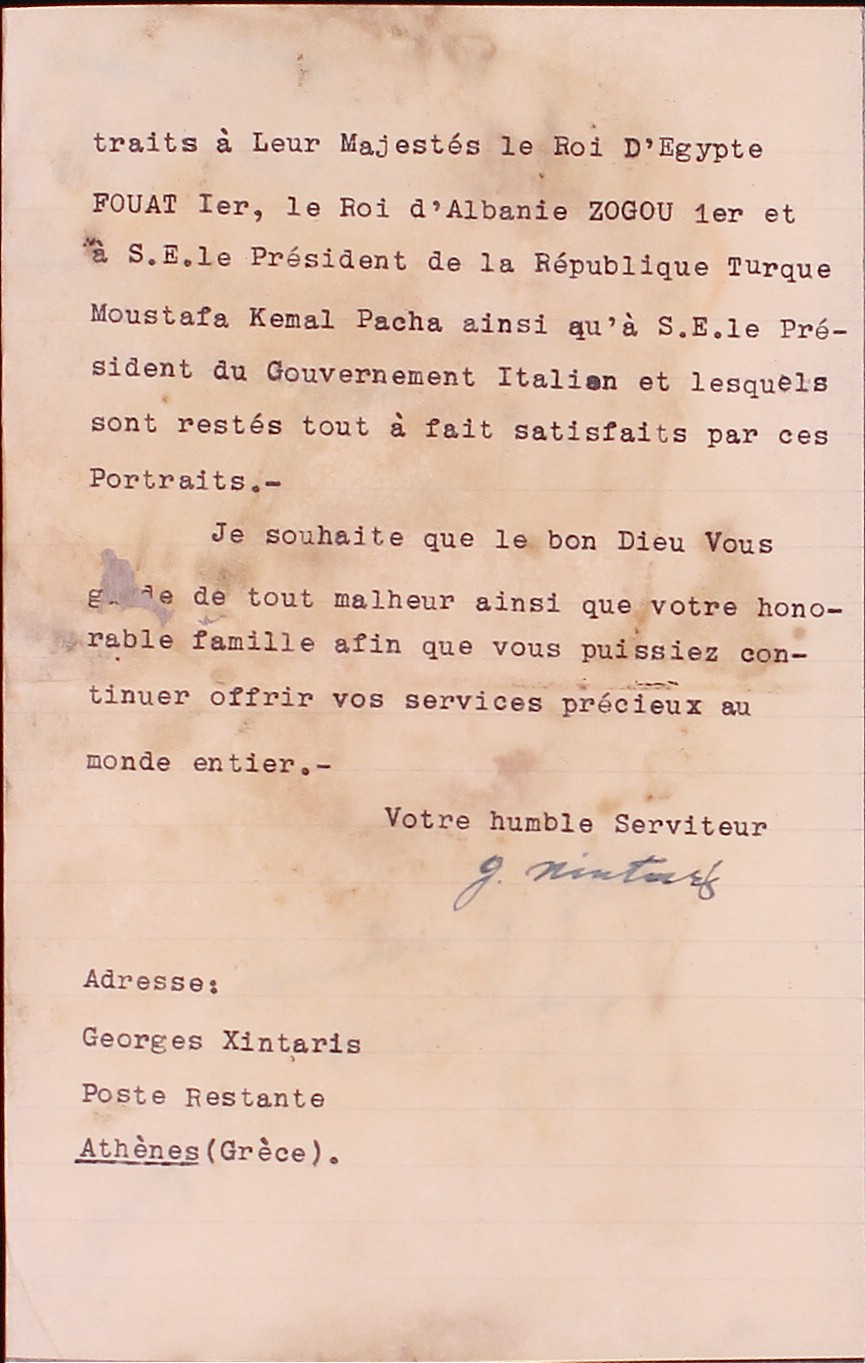 traits à Leur Majestés le Roi D'Egypte
FOUAT Ier, le Roi d'Albanie ZOGOU 1er et
à S.E.le Président de la République Turque
Moustafa Kemal Pacha ainsi qu'à S.E.le Pré-
sident du Gouvernement Italien et lesquels
sont restés tout à fait satisfaits par ces
Portraits.-
Je souhaite que le bon Dieu Vous
de tout malheur ainsi que votre hono-
rable famille afin que vous puissiez con-
tinuer offrir vos services précieux au
monde entier.-
Votre humble Serviteur
Adresse:
Georges Xintaris
Poste Restante
Athènes(Grèce).